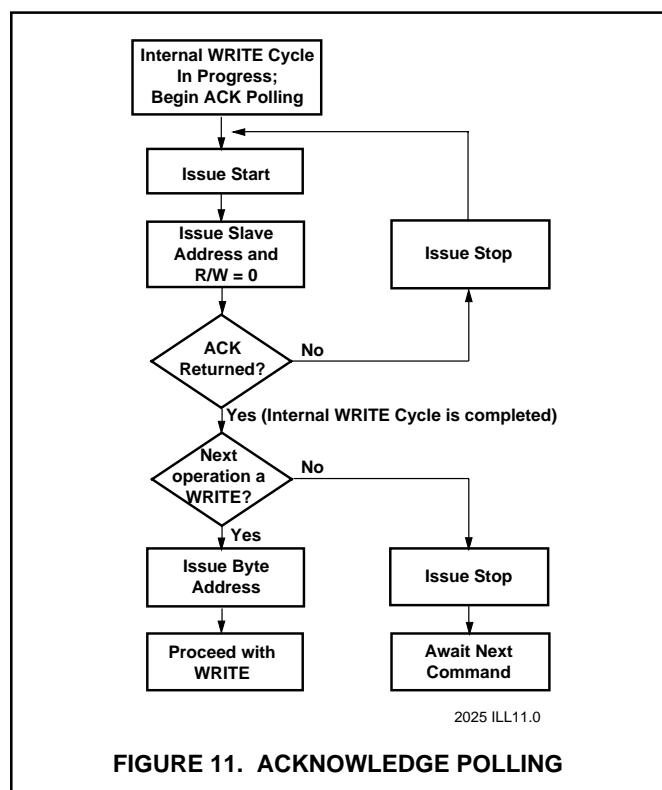 Internal WRITE Cycle
In Progress;
Begin ACK Polling
Issue Start
Issue Slave
Address and
R/W = 0
Issue Stop
ACK
Returned?
No
Yes (Internal WRITE Cycle is completed)
Next
operation a
WRITE?
No
Yes
Issue Byte
Address
Issue Stop
Proceed with
WRITE
Await Next
Command
2025 ILL11.0
FIGURE 11. ACKNOWLEDGE POLLING